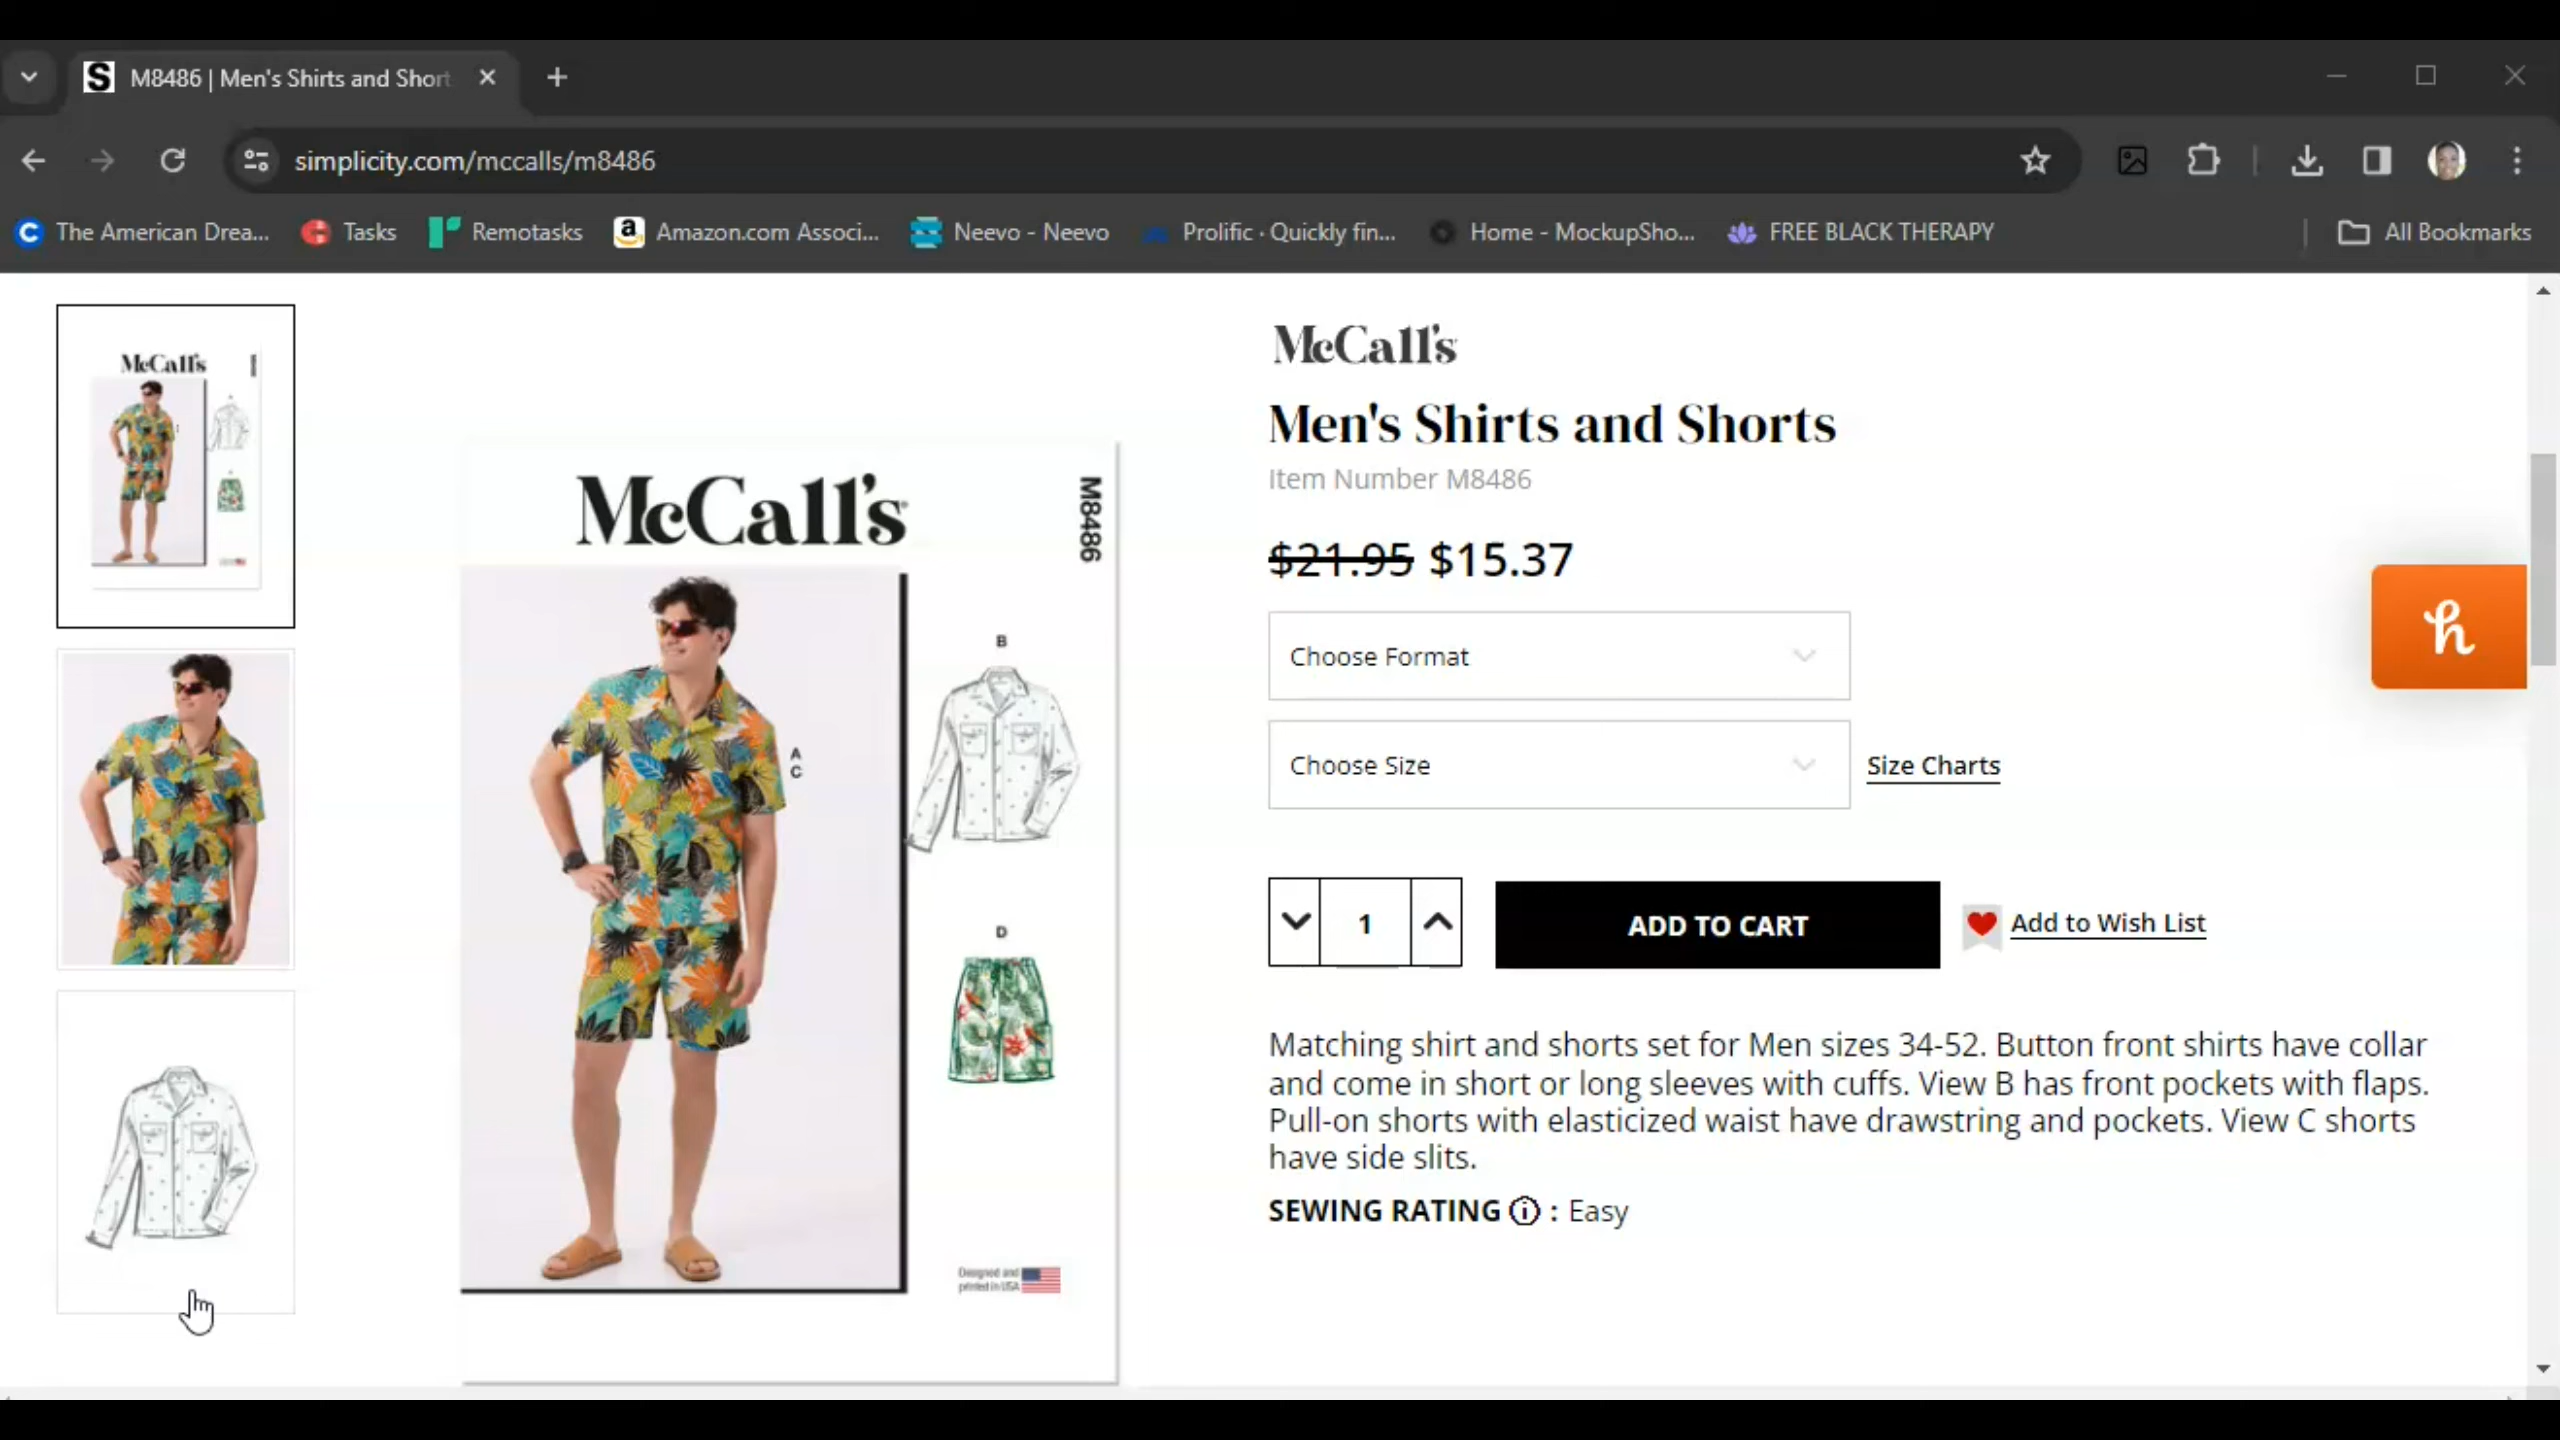 M8486 | Men's Shirts and Short
simplicity.com/mccalls/m8486
The American Drea...
Tasks
Remotasks
Amazon.com Associ...
Neevo - Neevo
Prolific · Quickly fin...
Home - MockupSho...
FREE BLACK THERAPY
All Bookmarks
McCall's
McCall's
M8486
A
C
B
D
Designed and
printed in USA
McCall's
Men's Shirts and Shorts
Item Number M8486
$21.95 $15.37
Choose Format
Choose Size
Size Charts
1
ADD TO CART
Add to Wish List
Matching shirt and shorts set for Men sizes 34-52. Button front shirts have collar
and come in short or long sleeves with cuffs. View B has front pockets with flaps.
Pull-on shorts with elasticized waist have drawstring and pockets. View C shorts
have side slits.
SEWING RATING : Easy